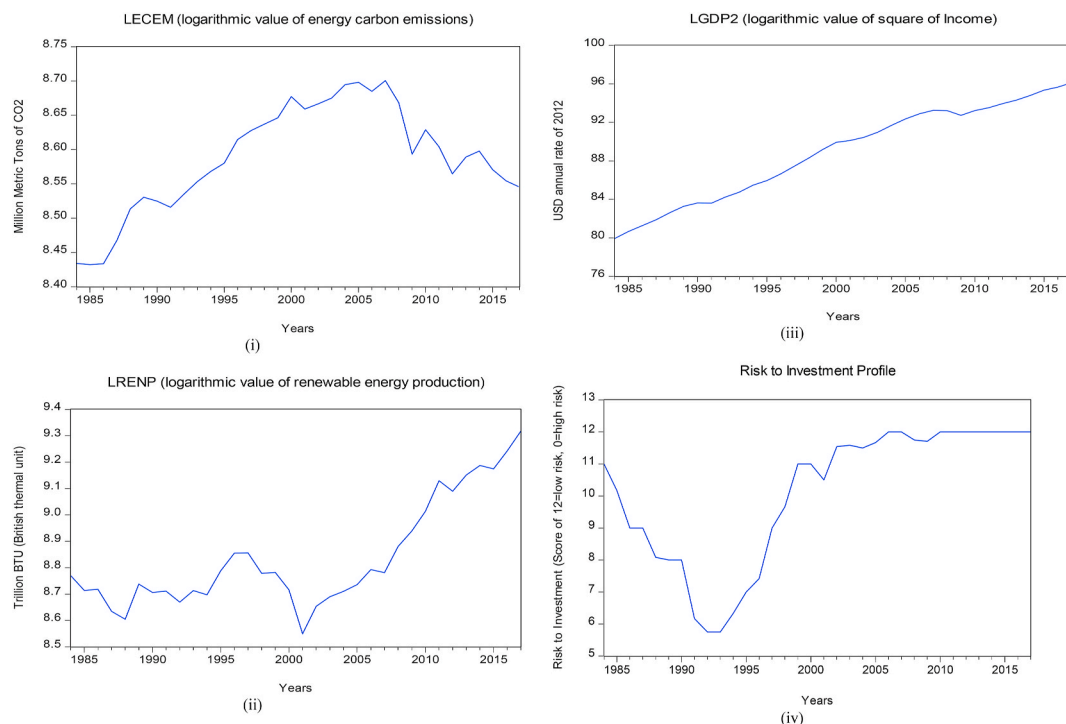 LECEM (logarithmic value of energy carbon emissions)
Million Metric Tons of CO2
8.75
8.70
8.65
8.60
8.55
8.50
8.45
8.40
1985 1990 1995 2000 2005 2010 2015
Years
(i)
LGDP2 (logarithmic value of square of Income)
USD annual rate of 2012
100
96
92
88
84
80
76
1985 1990 1995 2000 2005 2010 2015
Years
(iii)
LRENP (logarithmic value of renewable energy production)
Trillion BTU (British thermal unit)
9.4
9.3
9.2
9.1
9.0
8.9
8.8
8.7
8.6
8.5
1985 1990 1995 2000 2005 2010 2015
Years
(ii)
Risk to Investment Profile
Risk to Investment (Score of 12=low risk, 0=high risk)
13
12
11
10
9
8
7
6
5
1985 1990 1995 2000 2005 2010 2015
Years
(iv)